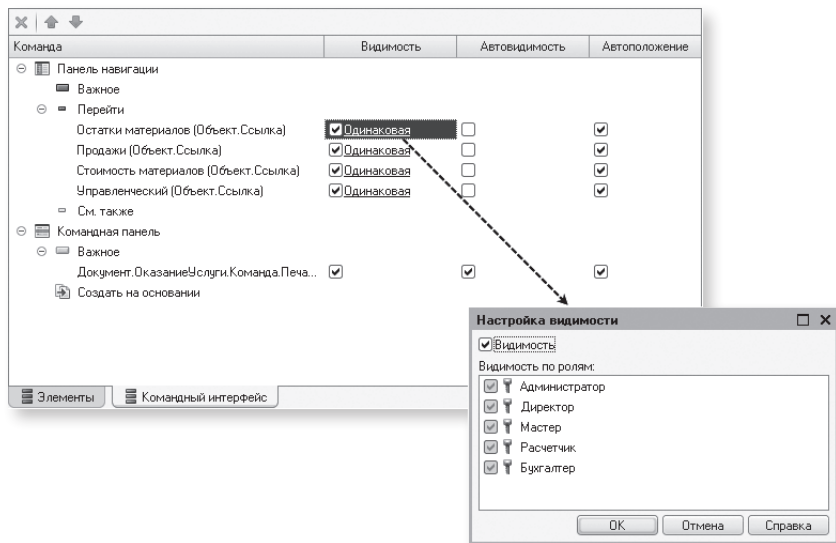 Команда Видимость Автовидимость Автоположение
Панель навигации
Важное
Перейти
Остатки материалов (Объект.Ссылка) Одинаковая
Продажи (Объект.Ссылка) Одинаковая
Стоимость материалов (Объект.Ссылка) Одинаковая
Управленческий (Объект.Ссылка) Одинаковая
См. также
Командная панель
Важное
Документ.ОказаниеУслуги.Команда.Печа...
Создать на основании
Элементы Командный интерфейс
Настройка видимости
Видимость
Видимость по ролям:
Администратор
Директор
Мастер
Расчетчик
Бухгалтер
ОК Отмена Справка